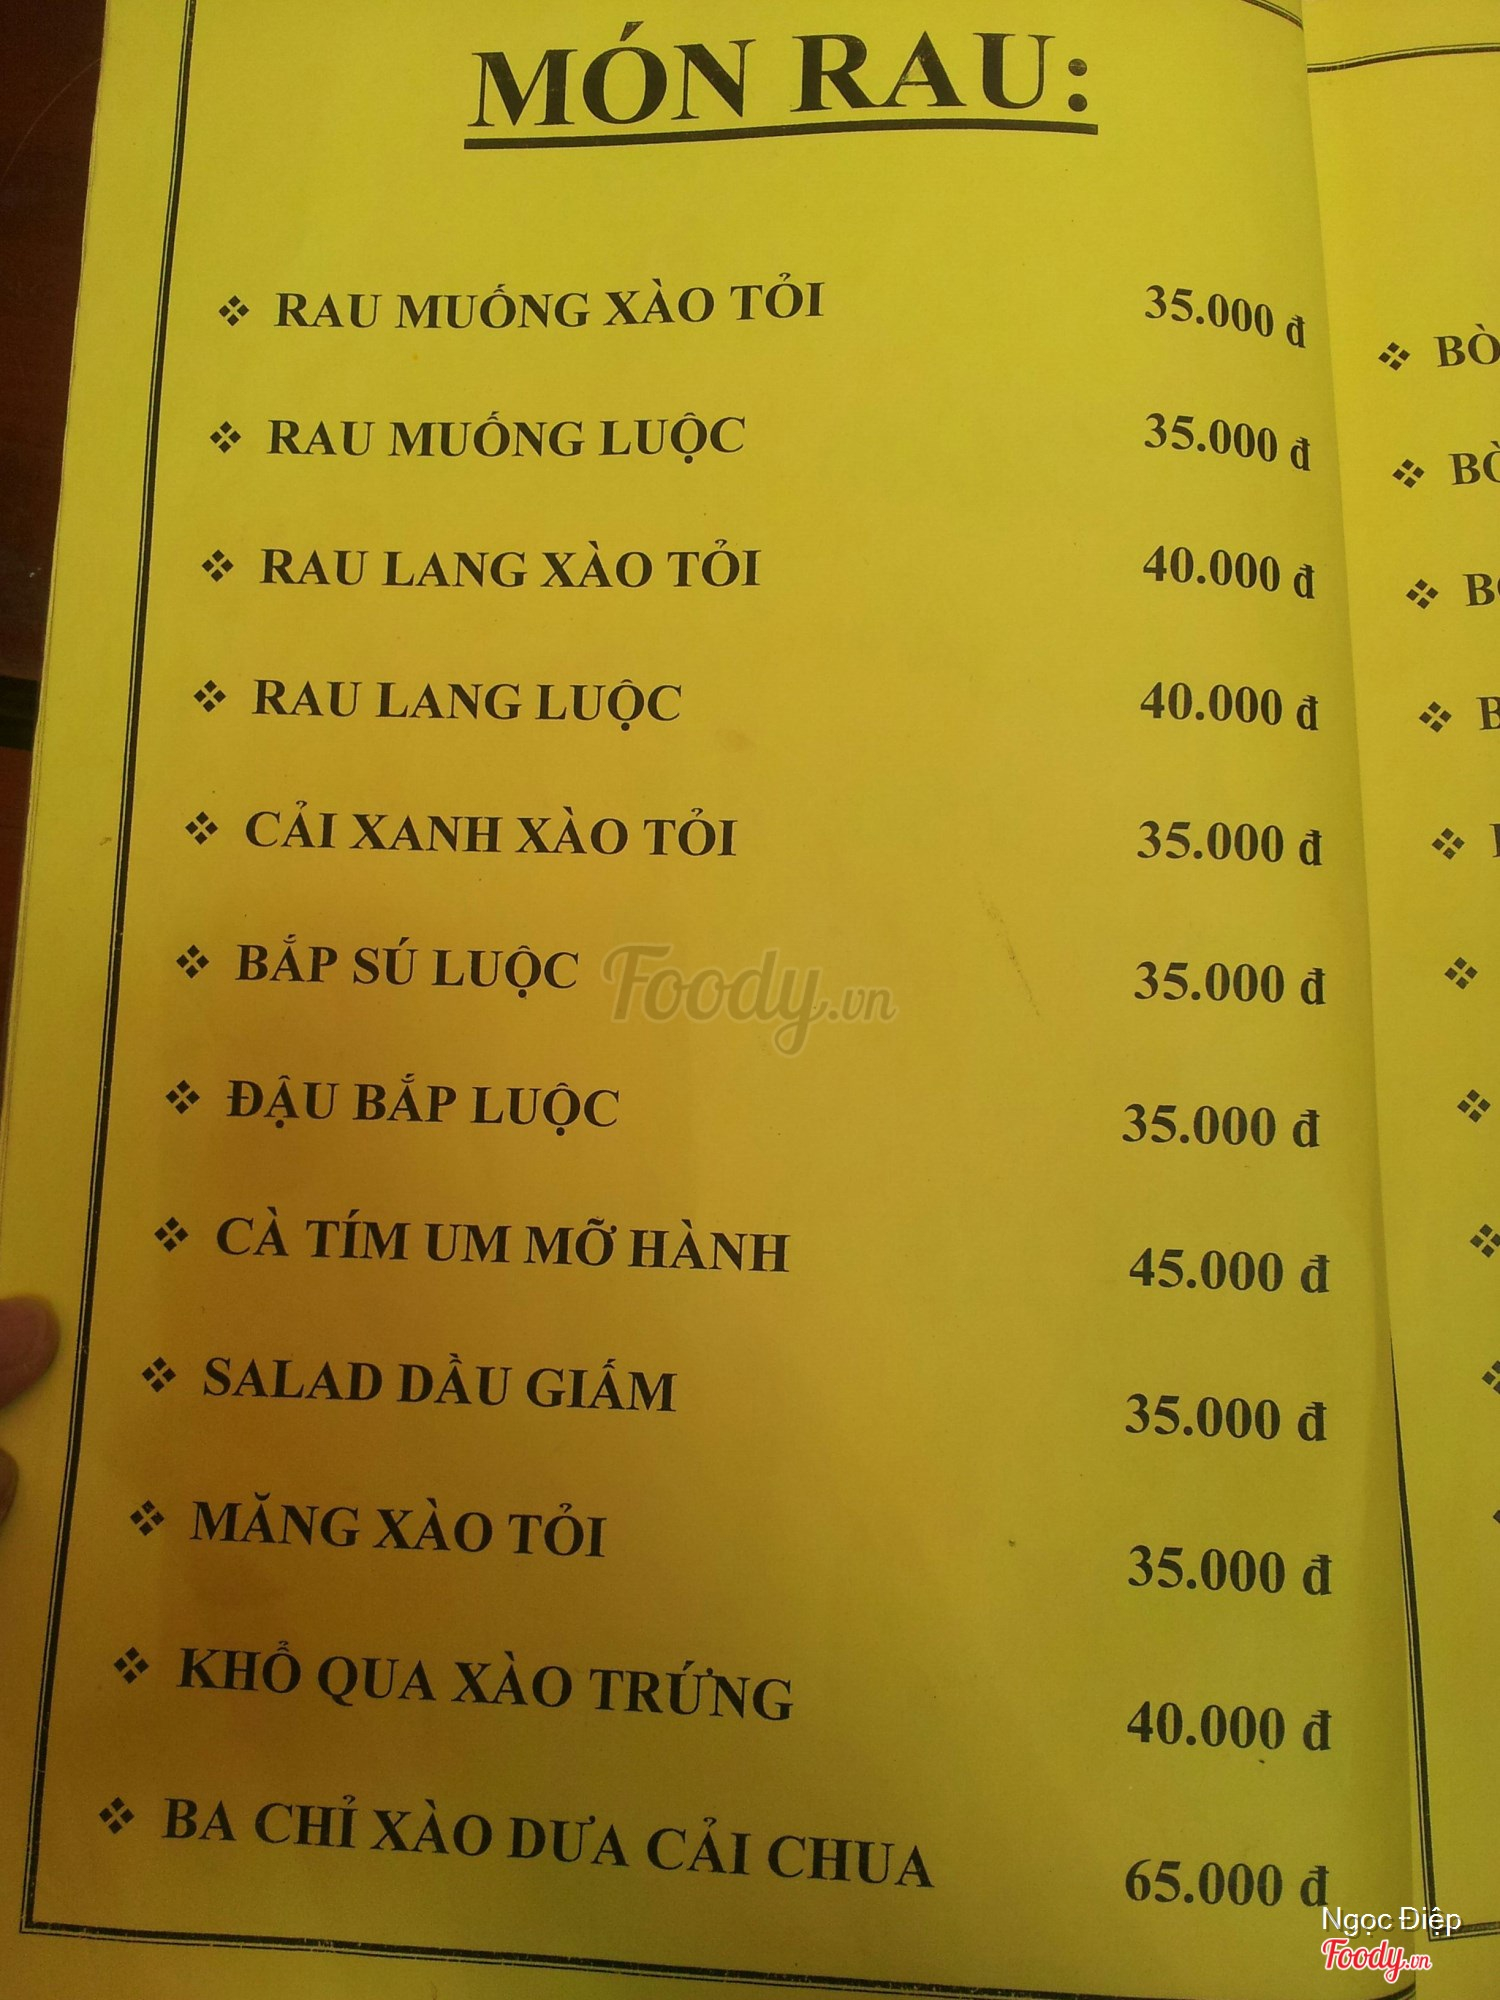 MÓN RAU:
❖ RAU MUỐNG XÀO TỎI 35.000 đ
❖ RAU MUỐNG LUỘC 35.000 đ
❖ RAU LANG XÀO TỎI 40.000 đ
❖ RAU LANG LUỘC 40.000 đ
❖ CẢI XANH XÀO TỎI 35.000 đ
❖ BẮP SÚ LUỘC 35.000 đ
❖ ĐẬU BẮP LUỘC 35.000 đ
❖ CÀ TÍM UM MỠ HÀNH 45.000 đ
❖ SALAD DẦU GIẤM 35.000 đ
❖ MĂNG XÀO TỎI 35.000 đ
❖ KHỔ QUA XÀO TRỨNG 40.000 đ
❖ BA CHỈ XÀO DƯA CẢI CHUA 65.000 đ
❖ BÒ
❖ BÒ
Foody.vn
Ngọc Điệp
Foody.vn